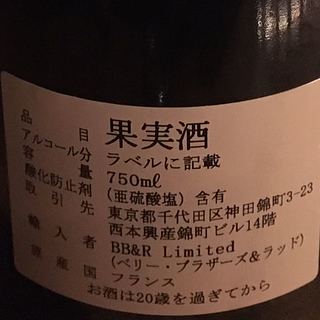 品目 果実酒
アルコール分 ラベルに記載
容量 750mℓ
酸化防止剤 (亜硫酸塩) 含有
取引先 東京都千代田区神田錦町3-23
西本興産錦町ビル14階
輸入者 BB&R Limited
(ベリー・ブラザーズ&ラッド)
原産国 フランス
お酒は20歳を過ぎてから